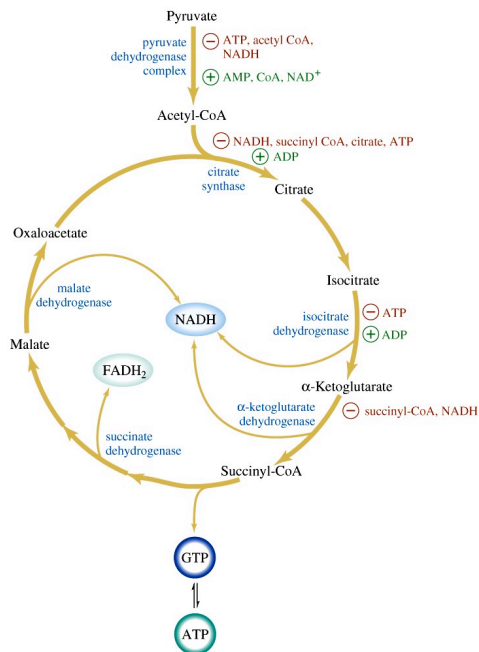 Pyruvate
pyruvate
dehydrogenase
complex
− ATP, acetyl CoA,
NADH
+ AMP, CoA, NAD⁺
Acetyl-CoA
− NADH, succinyl CoA, citrate, ATP
+ ADP
citrate
synthase
Citrate
Oxaloacetate
Isocitrate
malate
dehydrogenase
NADH
isocitrate
dehydrogenase
− ATP
+ ADP
Malate
FADH₂
α-Ketoglutarate
α-ketoglutarate
dehydrogenase
− succinyl-CoA, NADH
succinate
dehydrogenase
Succinyl-CoA
GTP
ATP